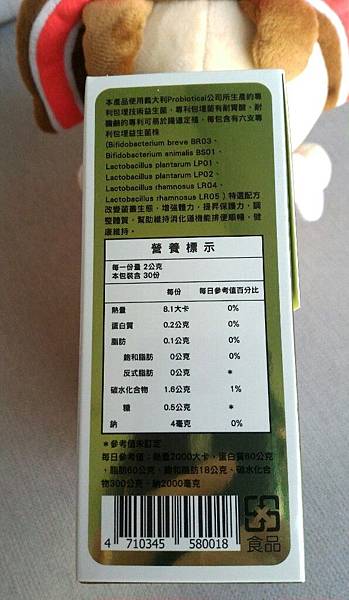 本產品使用義大利Probiotical公司所生產的專
利包埋技術益生菌，專利包埋菌有耐胃酸、耐
膽鹼的專利可易於腸道定殖，每包含有六支專
利包埋益生菌株
(Bifidobacterium breve BR03、
Bifidobacterium animalis BS01、
Lactobacillus plantarum LP01、
Lactobacillus plantarum LP02、
Lactobacillus rhamnosus LR04、
Lactobacillus rhamnosus LR05 ) 特選配方
改變菌叢生態，增強體力，提昇保護力，調
整體質，幫助維持消化道機能排便順暢，健
康維持。
營養標示
每一份量 2公克
本包裝含 30份
每份 每日參考值百分比
熱量 8.1大卡 0%
蛋白質 0.2公克 0%
脂肪 0.1公克 0%
飽和脂肪 0公克 0%
反式脂肪 0公克 *
碳水化合物 1.6公克 1%
糖 0.5公克 *
鈉 4毫克 0%
*參考值未訂定
每日參考值：熱量2000大卡、蛋白質60公克
、脂肪60公克、飽和脂肪18公克、碳水化合
物300公克、鈉2000毫克
4 710345 580018
食品